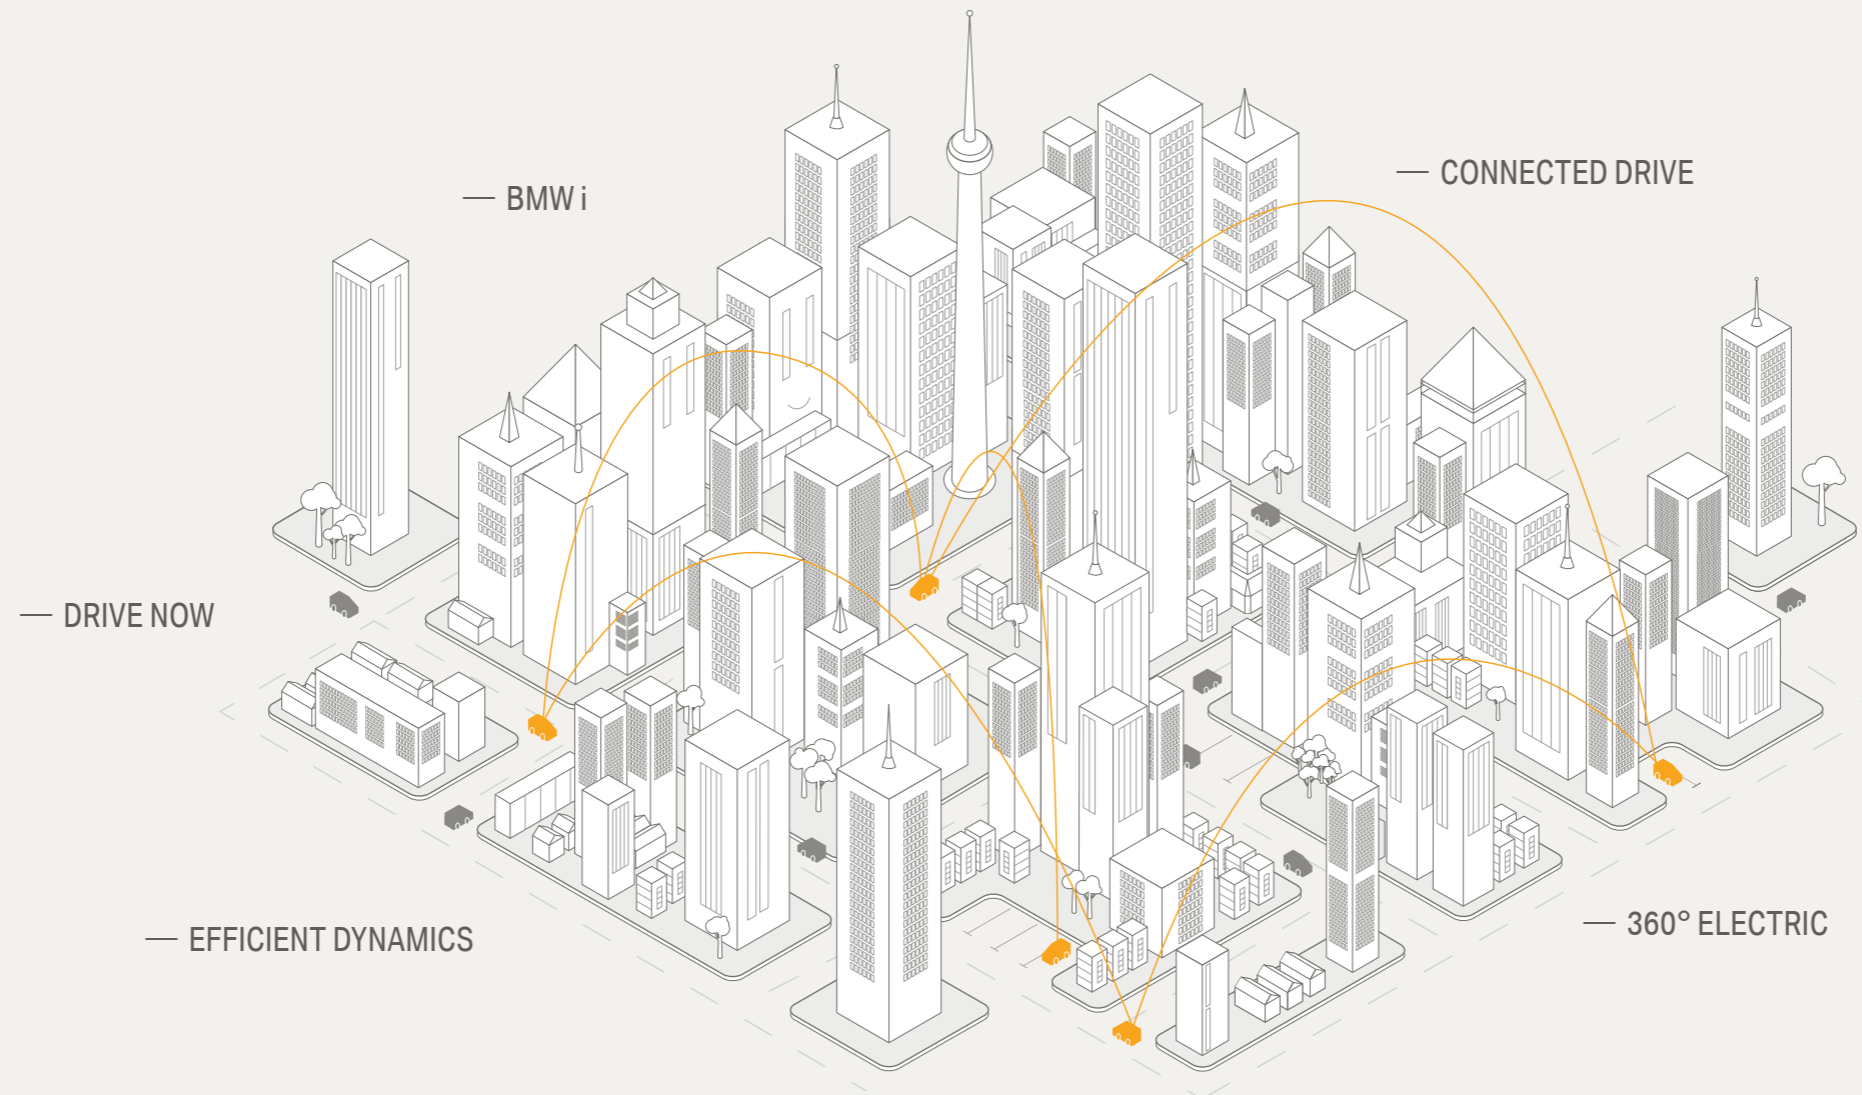 — CONNECTED DRIVE
— BMW i
— DRIVE NOW
— 360° ELECTRIC
— EFFICIENT DYNAMICS